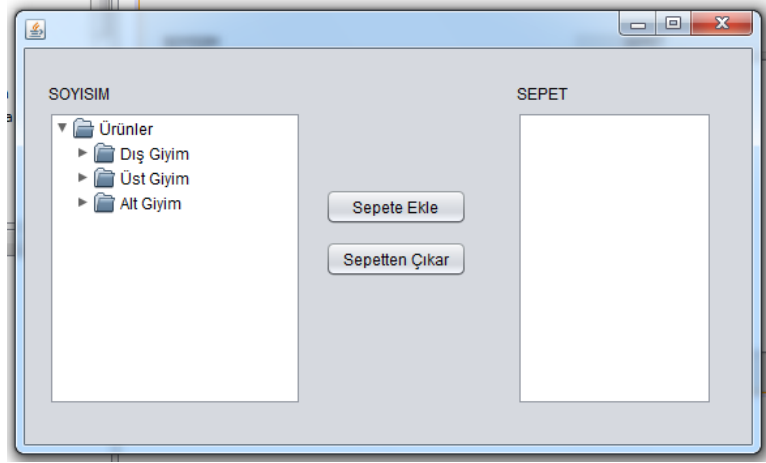 SOYISIM
SEPET
Ürünler
Dış Giyim
Üst Giyim
Alt Giyim
Sepete Ekle
Sepetten Çıkar